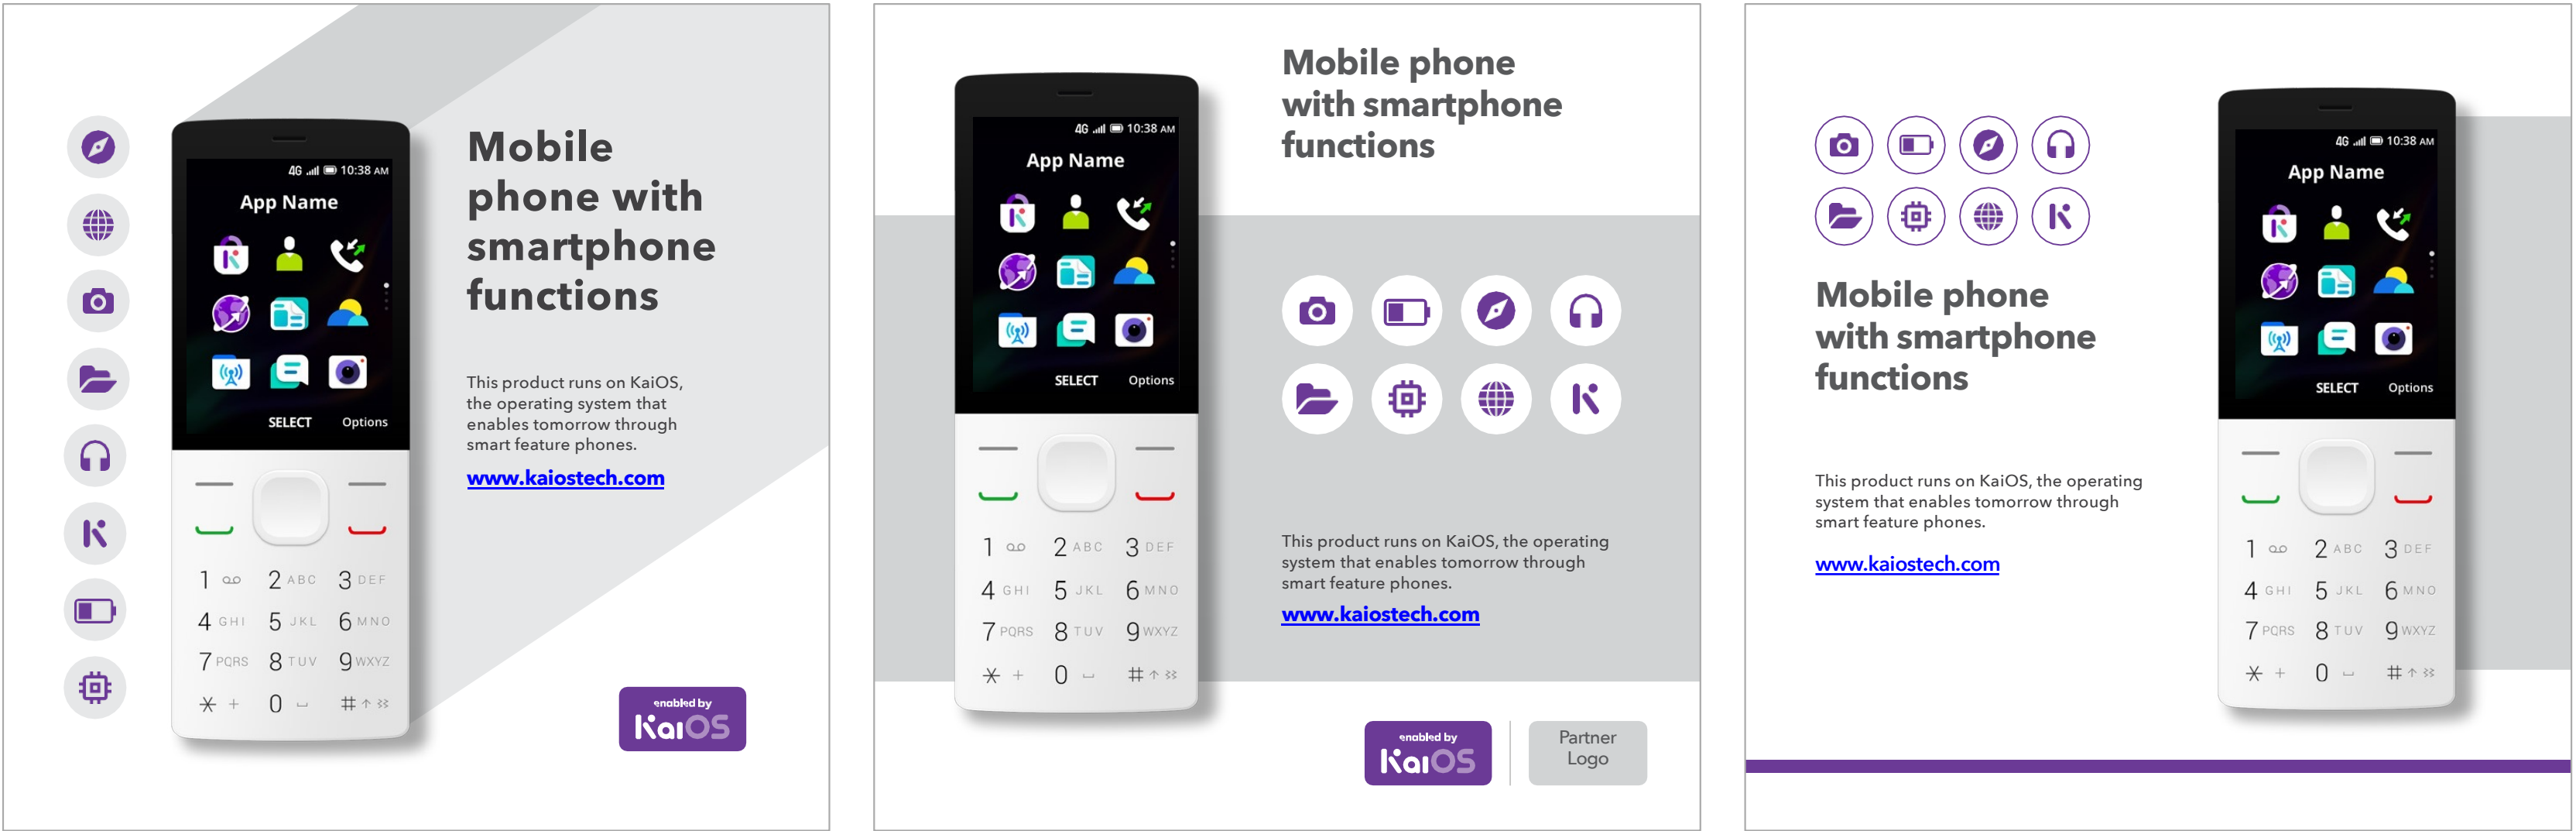 4G 10:38 AM
App Name
SELECT Options
1 2 ABC 3 DEF
4 GHI 5 JKL 6 MNO
7 PQRS 8 TUV 9 WXYZ
* + 0 #
Mobile
phone with
smartphone
functions
This product runs on KaiOS,
the operating system that
enables tomorrow through
smart feature phones.
www.kaiostech.com
enabled by
KaiOS
4G 10:38 AM
App Name
SELECT Options
1 2 ABC 3 DEF
4 GHI 5 JKL 6 MNO
7 PQRS 8 TUV 9 WXYZ
* + 0 #
Mobile phone
with smartphone
functions
This product runs on KaiOS, the operating
system that enables tomorrow through
smart feature phones.
www.kaiostech.com
enabled by
KaiOS
Partner
Logo
Mobile phone
with smartphone
functions
This product runs on KaiOS, the operating
system that enables tomorrow through
smart feature phones.
www.kaiostech.com
4G 10:38 AM
App Name
SELECT Options
1 2 ABC 3 DEF
4 GHI 5 JKL 6 MNO
7 PQRS 8 TUV 9 WXYZ
* + 0 #